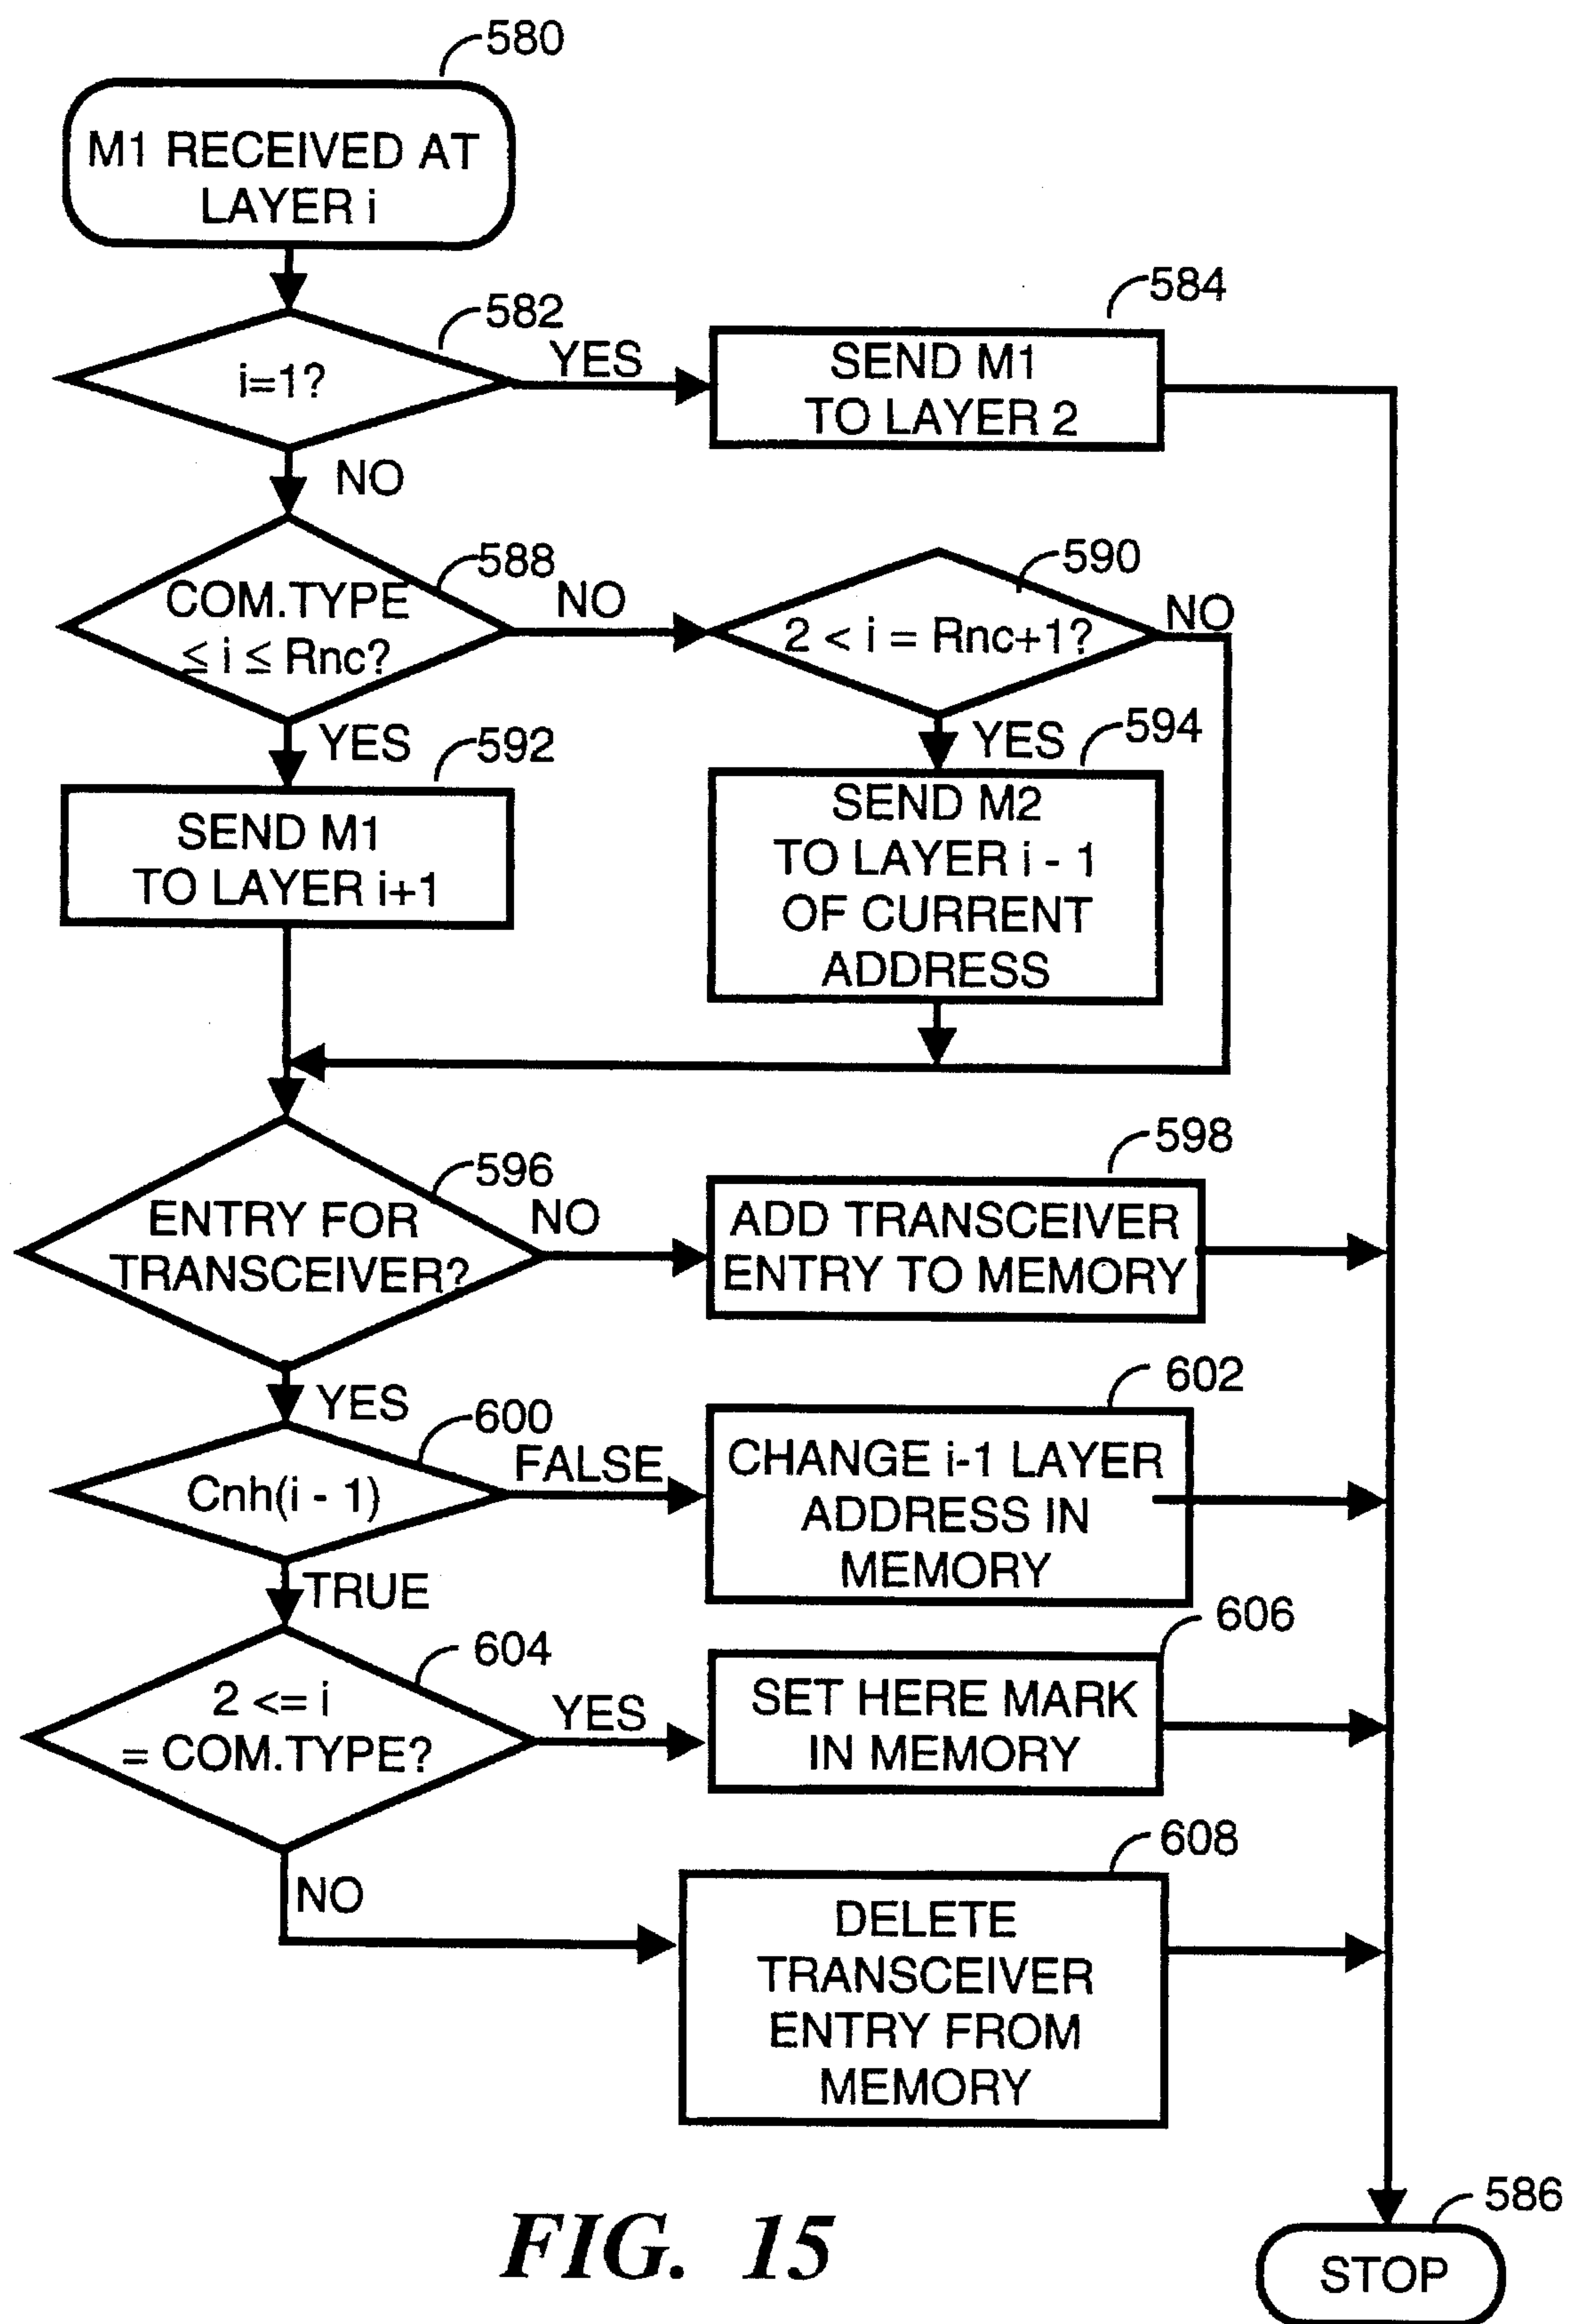 580
M1 RECEIVED AT
LAYER i
582
i=1?
YES
584
SEND M1
TO LAYER 2
NO
588
COM.TYPE
≤ i ≤ Rnc?
NO
590
2 < i = Rnc+1?
NO
YES
592
SEND M1
TO LAYER i+1
YES
594
SEND M2
TO LAYER i - 1
OF CURRENT
ADDRESS
596
ENTRY FOR
TRANSCEIVER?
NO
598
ADD TRANSCEIVER
ENTRY TO MEMORY
YES
600
Cnh(i - 1)
FALSE
602
CHANGE i-1 LAYER
ADDRESS IN
MEMORY
TRUE
604
2 <= i
= COM.TYPE?
YES
606
SET HERE MARK
IN MEMORY
NO
608
DELETE
TRANSCEIVER
ENTRY FROM
MEMORY
586
STOP
FIG. 15